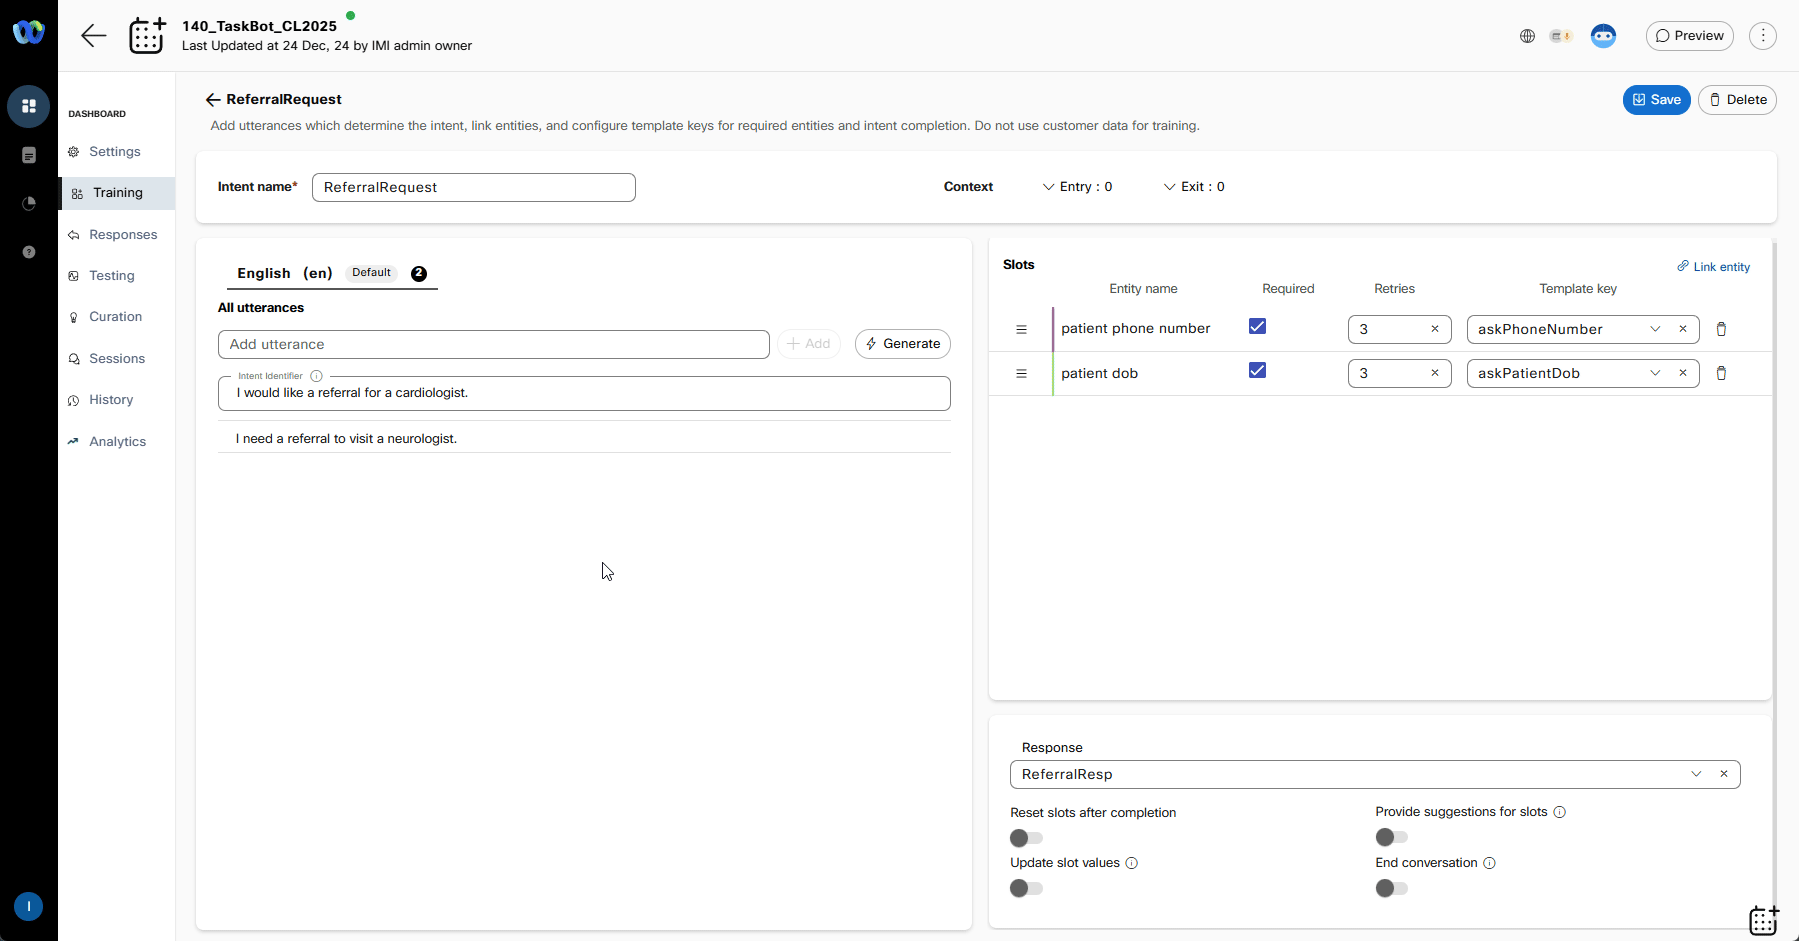 140_TaskBot_CL2025
Last Updated at 24 Dec, 24 by IMI admin owner
Preview
DASHBOARD
Settings
Training
Responses
Testing
Curation
Sessions
History
Analytics
I
ReferralRequest
Save
Delete
Add utterances which determine the intent, link entities, and configure template keys for required entities and intent completion. Do not use customer data for training.
Intent name*
ReferralRequest
Context
Entry : 0
Exit : 0
English (en) Default 2
All utterances
Add utterance
+ Add
Generate
Intent Identifier
I would like a referral for a cardiologist.
I need a referral to visit a neurologist.
Slots
Link entity
Entity name Required Retries Template key
patient phone number 3 askPhoneNumber
patient dob 3 askPatientDob
Response
ReferralResp
Reset slots after completion
Provide suggestions for slots
Update slot values
End conversation